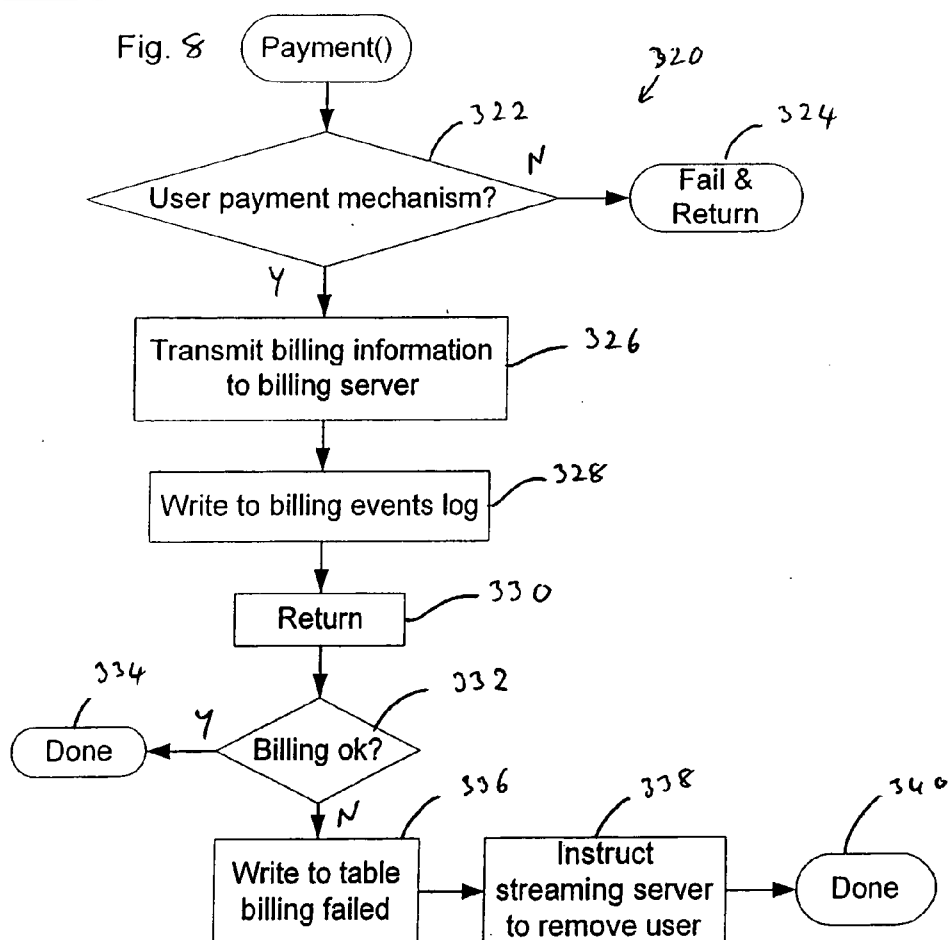 Fig. 8
Payment()
320
322
324
User payment mechanism?
N
Fail &
Return
Y
Transmit billing information
to billing server
326
Write to billing events log
328
Return
330
332
334
Billing ok?
Y
Done
N
336
Write to table
billing failed
338
Instruct
streaming server
to remove user
340
Done